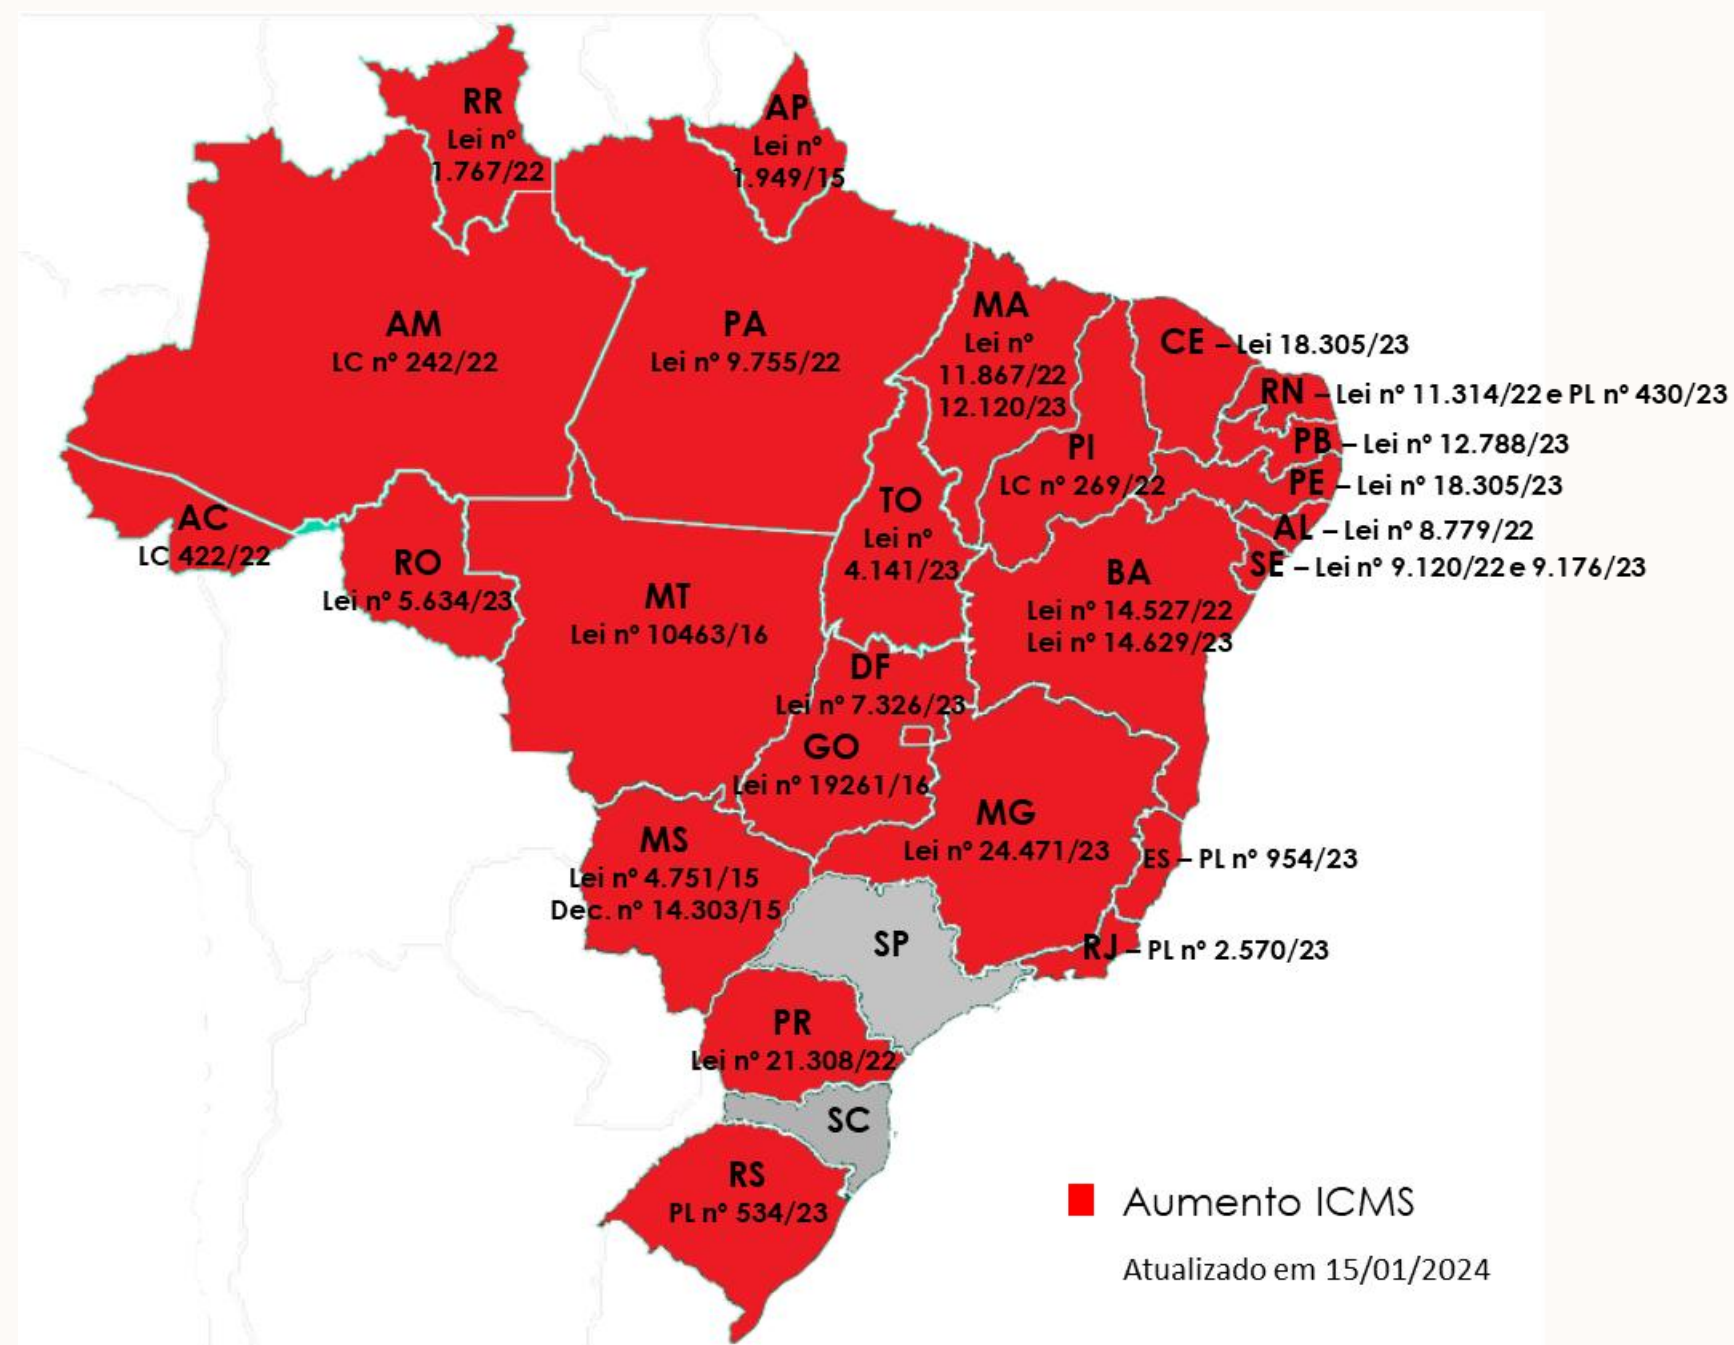 RR
Lei nº
1.767/22
AP
Lei nº
1.949/15
AM
LC nº 242/22
PA
Lei nº 9.755/22
MA
Lei nº
11.867/22
12.120/23
CE – Lei 18.305/23
RN – Lei nº 11.314/22 e PL nº 430/23
PB – Lei nº 12.788/23
PI
LC nº 269/22
PE – Lei nº 18.305/23
TO
Lei nº
4.141/23
AL – Lei nº 8.779/22
SE – Lei nº 9.120/22 e 9.176/23
AC
LC 422/22
RO
Lei nº 5.634/23
MT
Lei nº 10463/16
BA
Lei nº 14.527/22
Lei nº 14.629/23
DF
Lei nº 7.326/23
GO
Lei nº 19261/16
MG
Lei nº 24.471/23
MS
Lei nº 4.751/15
Dec. nº 14.303/15
ES – PL nº 954/23
SP
RJ – PL nº 2.570/23
PR
Lei nº 21.308/22
SC
RS
PL nº 534/23
Aumento ICMS
Atualizado em 15/01/2024